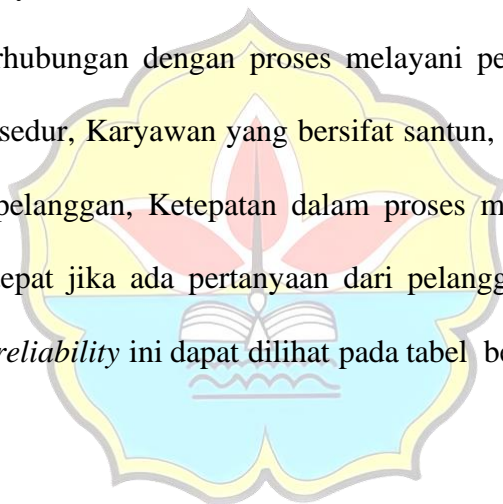 rhubungan dengan proses melayani pe
sedur, Karyawan yang bersifat santun,
pelanggan, Ketepatan dalam proses m
epat jika ada pertanyaan dari pelangg
reliability ini dapat dilihat pada tabel be